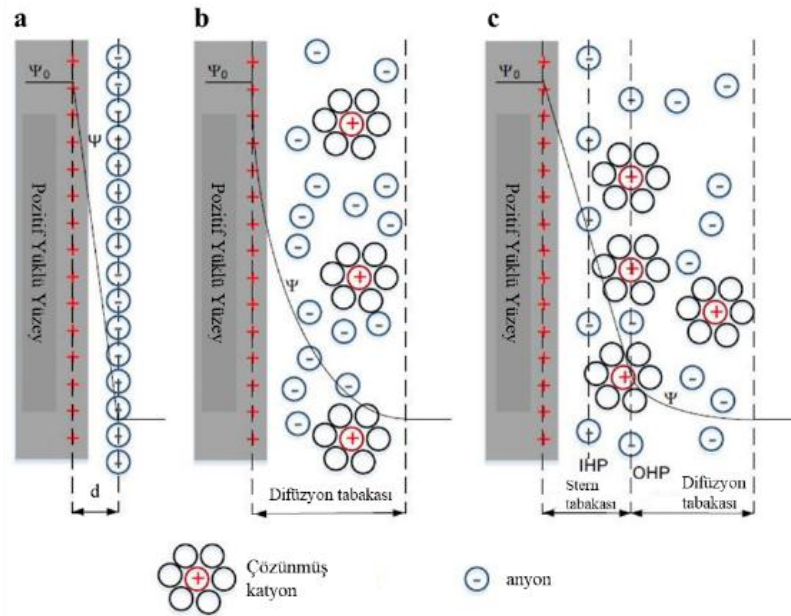 a
b
c
Ψ0
Ψ0
Ψ0
Ψ
Ψ
Ψ
Pozitif Yüklü Yüzey
Pozitif Yüklü Yüzey
Pozitif Yüklü Yüzey
d
Difüzyon tabakası
IHP
OHP
Stern
tabakası
Difüzyon
tabakası
Çözünmüş
katyon
anyon